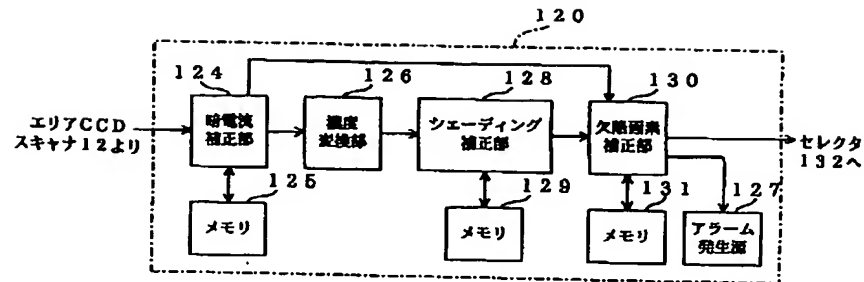 120
124
126
128
130
エリアCCD
スキャナ12より
暗電流
補正部
濃度
変換部
シェーディング
補正部
欠陥画素
補正部
セレクタ
132へ
125
129
131
127
メモリ
メモリ
メモリ
アラーム
発生源